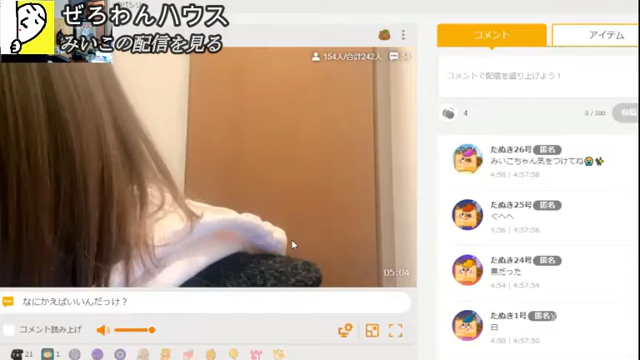 ぜろわんハウス
みいこの配信を見る
154人/合計242人
54
05:04
なにかえばいいんだっけ？
コメント読み上げ
21
1
コメント
アイテム
コメントで配信を盛り上げよう！
4
0 / 100
たぬき26号 匿名
みいこちゃん気をつけてね😭✨
4:58 | 4:57:58
たぬき25号 匿名
ぐへへ
4:56 | 4:57:56
たぬき24号 匿名
黒だった
4:54 | 4:57:54
たぬき1号 匿名
白